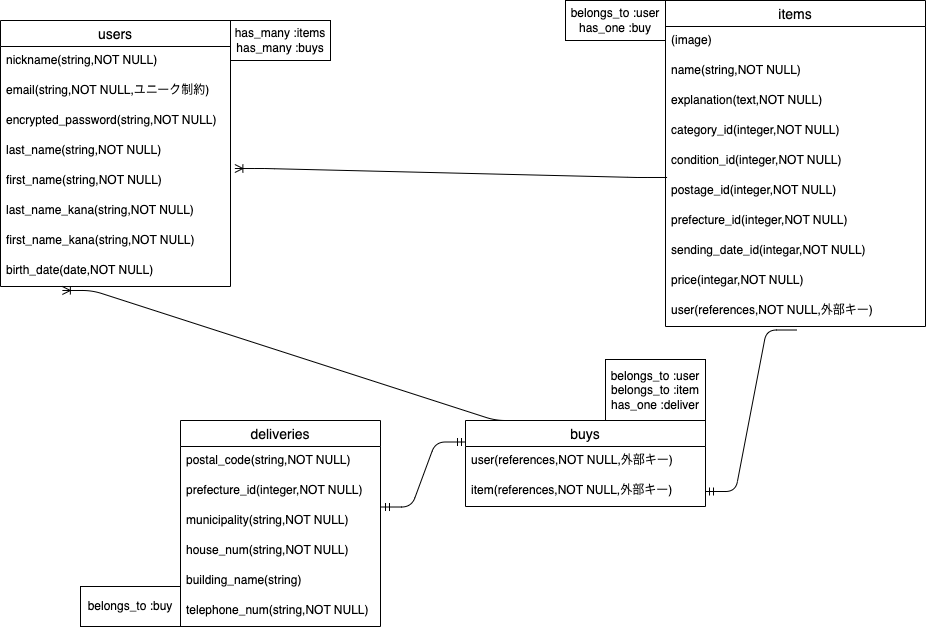 users
has_many :items
has_many :buys
nickname(string,NOT NULL)
email(string,NOT NULL,ユニーク制約)
encrypted_password(string,NOT NULL)
last_name(string,NOT NULL)
first_name(string,NOT NULL)
last_name_kana(string,NOT NULL)
first_name_kana(string,NOT NULL)
birth_date(date,NOT NULL)
belongs_to :user
has_one :buy
items
(image)
name(string,NOT NULL)
explanation(text,NOT NULL)
category_id(integer,NOT NULL)
condition_id(integer,NOT NULL)
postage_id(integer,NOT NULL)
prefecture_id(integer,NOT NULL)
sending_date_id(integar,NOT NULL)
price(integar,NOT NULL)
user(references,NOT NULL,外部キー)
belongs_to :user
belongs_to :item
has_one :deliver
buys
user(references,NOT NULL,外部キー)
item(references,NOT NULL,外部キー)
deliveries
postal_code(string,NOT NULL)
prefecture_id(integer,NOT NULL)
municipality(string,NOT NULL)
house_num(string,NOT NULL)
building_name(string)
telephone_num(string,NOT NULL)
belongs_to :buy